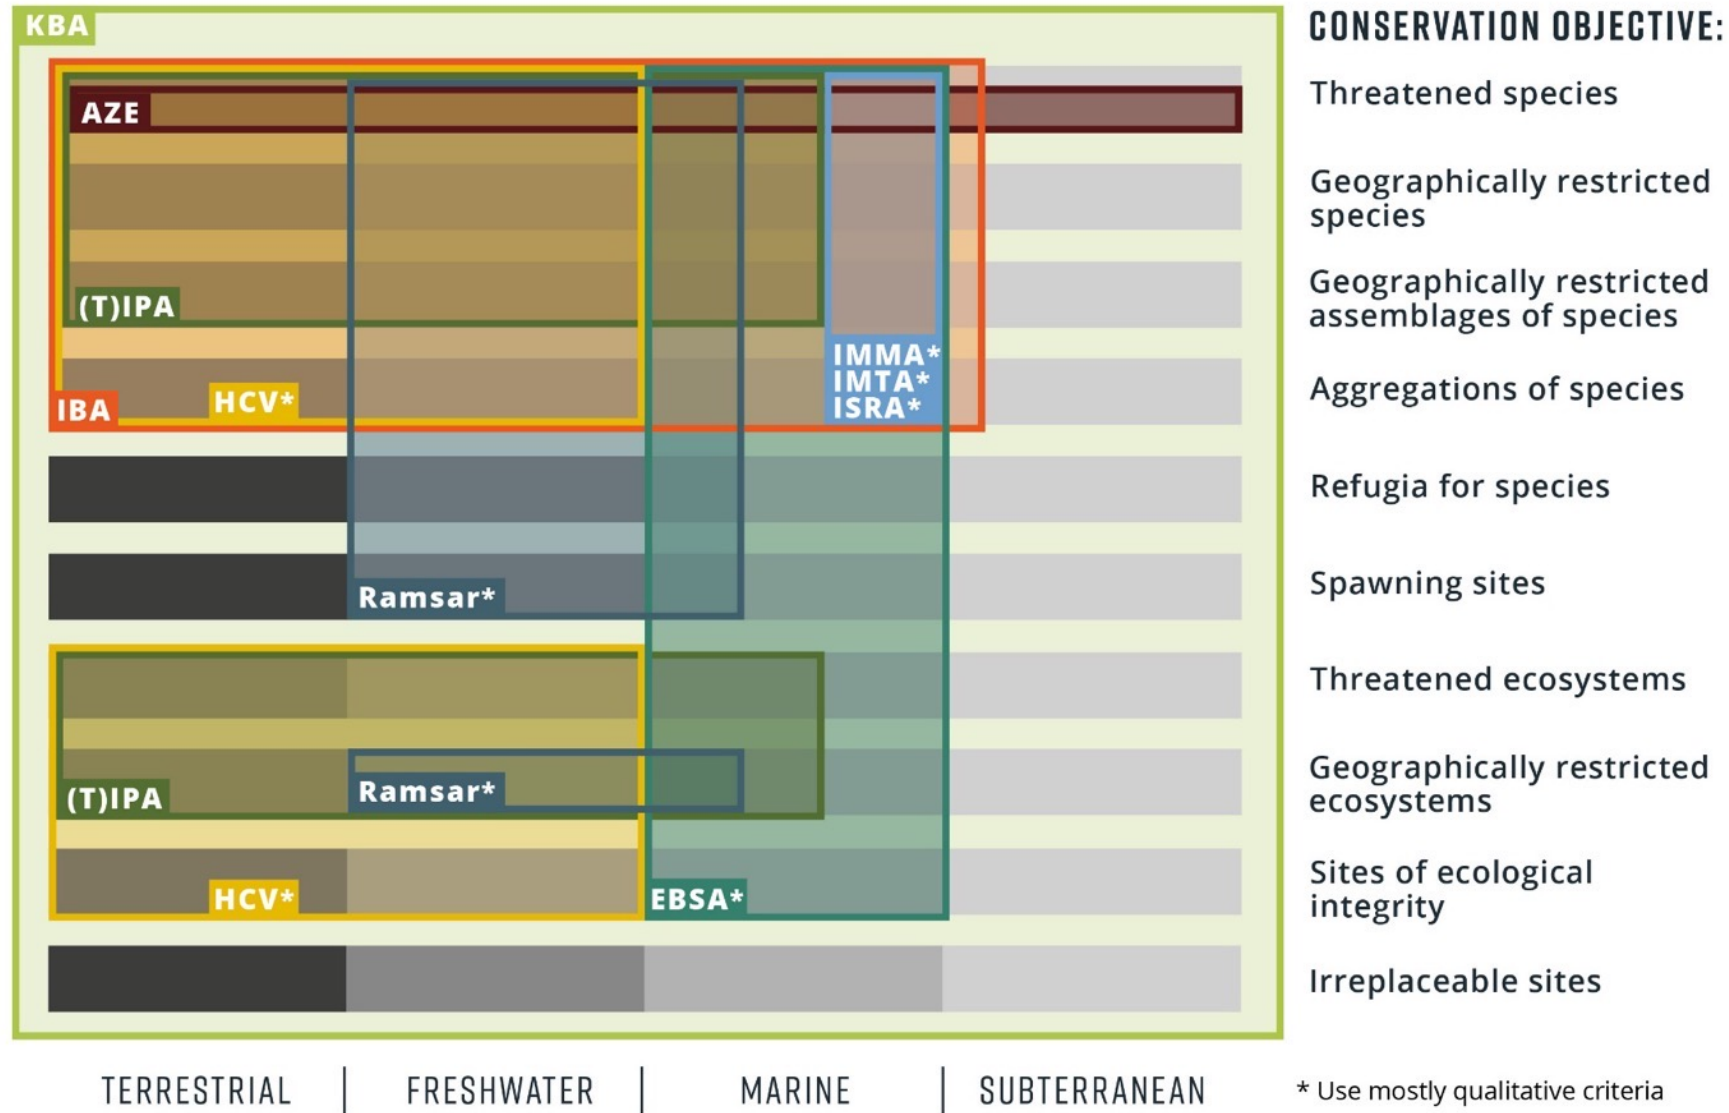 KBA
CONSERVATION OBJECTIVE:
AZE
Threatened species
Geographically restricted
species
(T)IPA
Geographically restricted
assemblages of species
IBA
HCV*
IMMA*
IMTA*
ISRA*
Aggregations of species
Refugia for species
Ramsar*
Spawning sites
Threatened ecosystems
(T)IPA
Ramsar*
Geographically restricted
ecosystems
HCV*
EBSA*
Sites of ecological
integrity
Irreplaceable sites
TERRESTRIAL | FRESHWATER | MARINE | SUBTERRANEAN
* Use mostly qualitative criteria